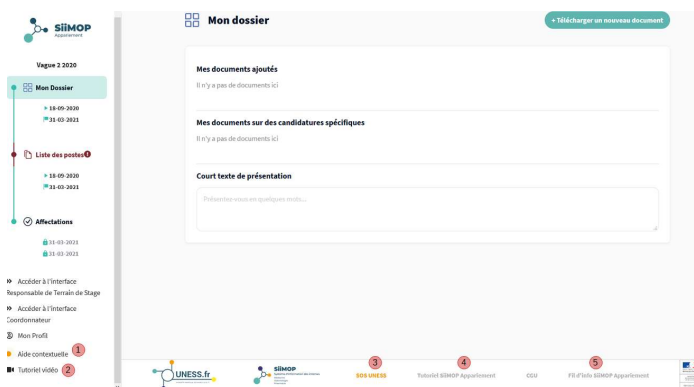 SiiMOP
Appariement
Vague 2 2020
Mon Dossier
18-09-2020
31-03-2021
Liste des postes
18-09-2020
31-03-2021
Affectations
31-03-2021
31-03-2021
Accéder à l'interface
Responsable de Terrain de Stage
Accéder à l'interface
Coordonnateur
Mon Profil
Aide contextuelle 1
Tutoriel vidéo 2
Mon dossier
+ Télécharger un nouveau document
Mes documents ajoutés
Il n'y a pas de documents ici
Mes documents sur des candidatures spécifiques
Il n'y a pas de documents ici
Court texte de présentation
Présentez-vous en quelques mots...
3 4 5
UNESS.fr
SiiMOP
SOS UNESS
Tutoriel SiiMOP Appariement
CGU
Fil d'info SiiMOP Appariement